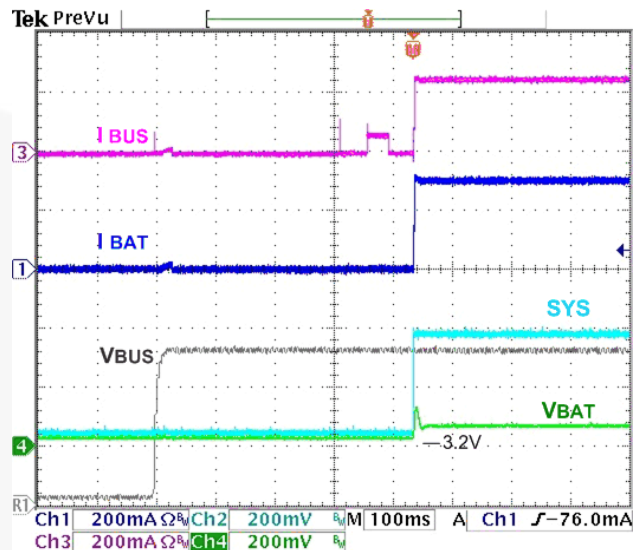 Tek PreVu
I BUS
3
I BAT
1
SYS
VBUS
VBAT
4
—3.2V
R1
Ch1 200mA Ω BW Ch2 200mV BW M 100ms A Ch1 ʃ −76.0mA
Ch3 200mA Ω BW Ch4 200mV BW